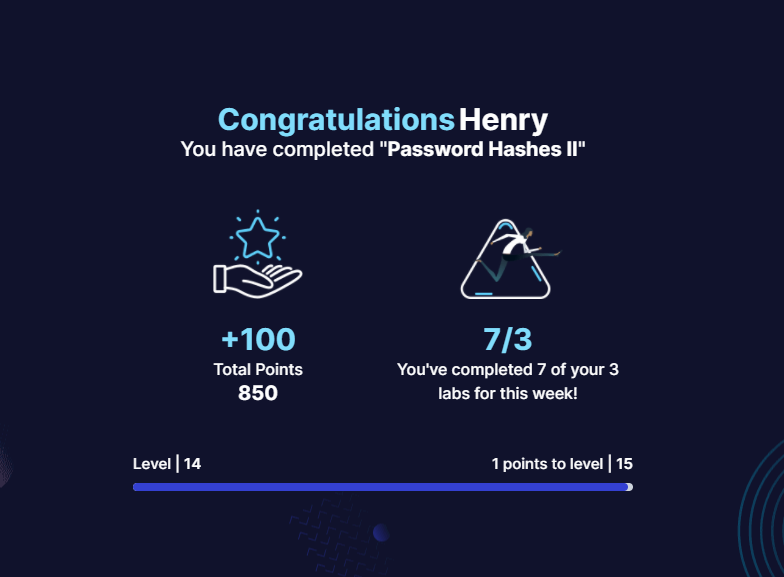 Congratulations Henry
You have completed "Password Hashes II"
+100
Total Points
850
7/3
You've completed 7 of your 3
labs for this week!
Level | 14
1 points to level | 15